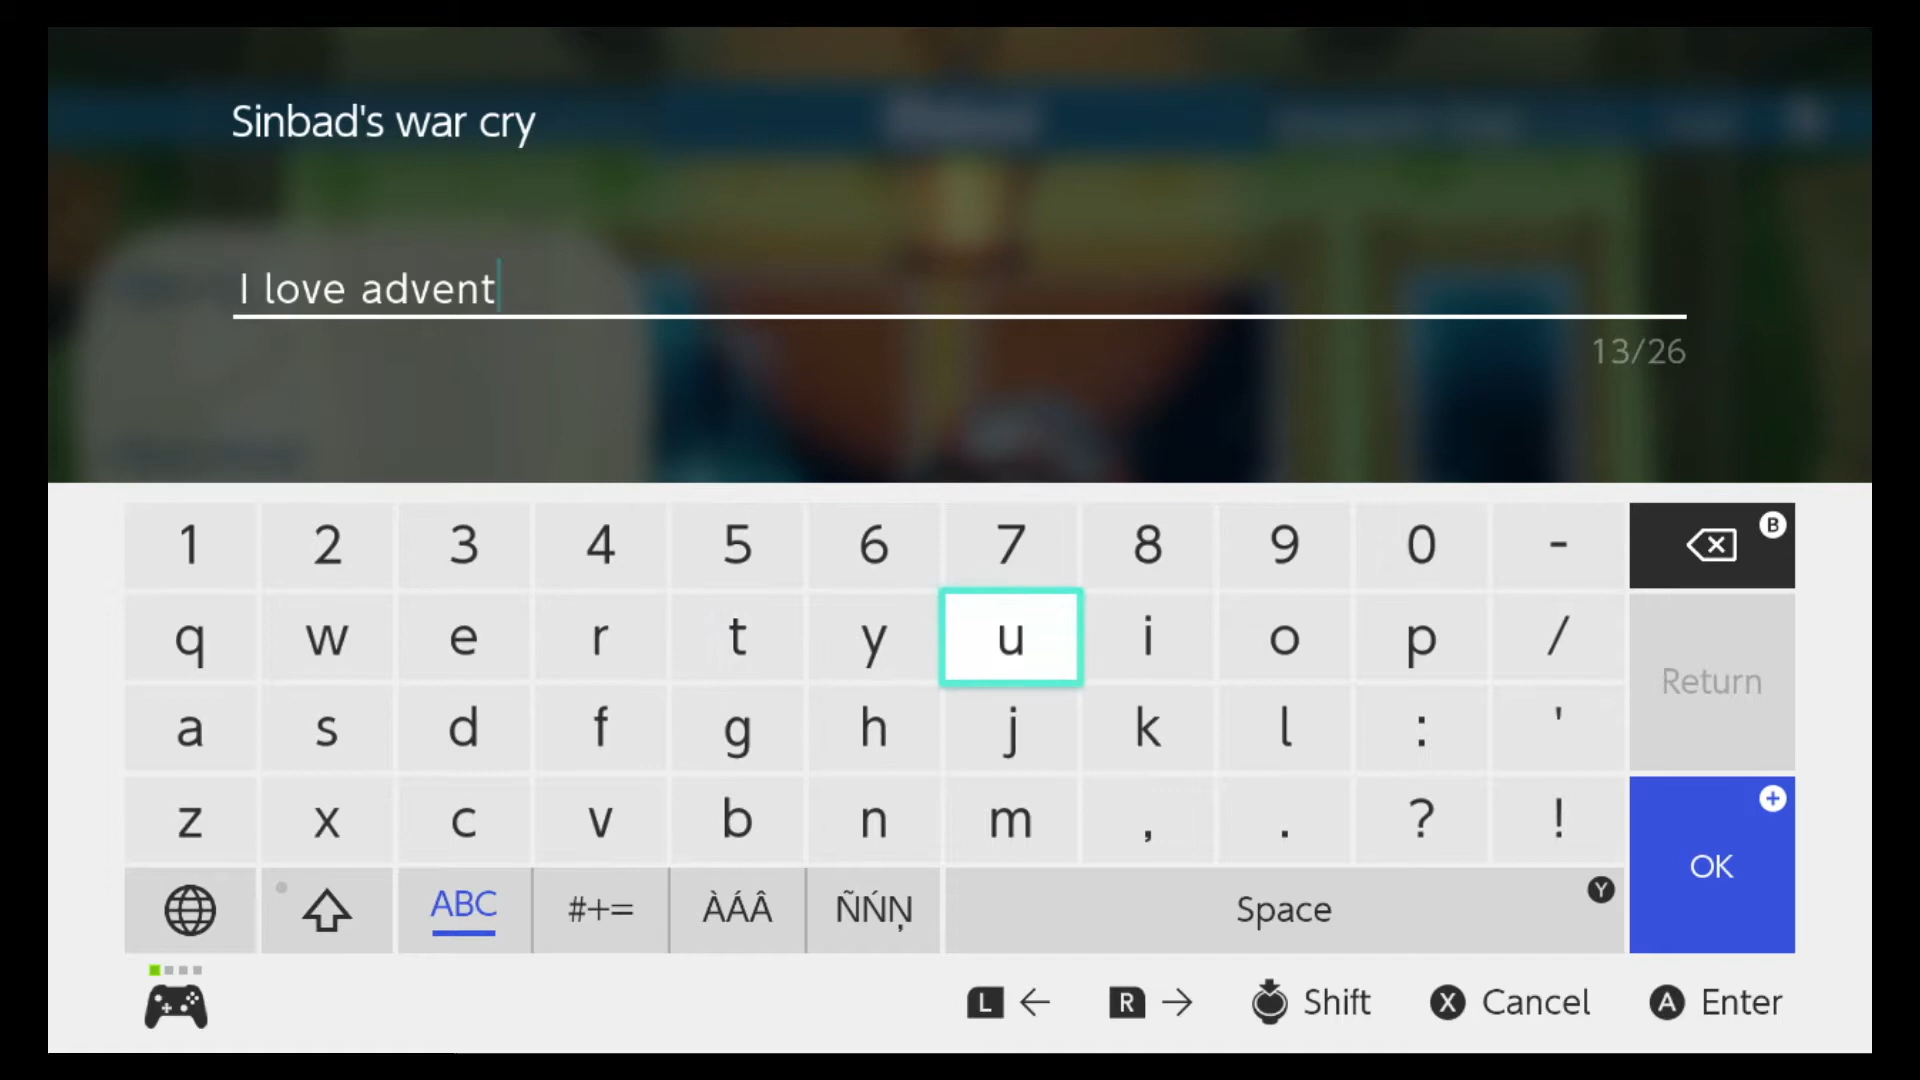 Sinbad's war cry
I love advent
13/26
1 2 3 4 5 6 7 8 9 0 - B
q w e r t y u i o p /
Return
a s d f g h j k l : '
z x c v b n m , . ? !
OK
ABC #+= ÀÁÂ ÑŃŅ Space Y
L ← R → Shift X Cancel A Enter